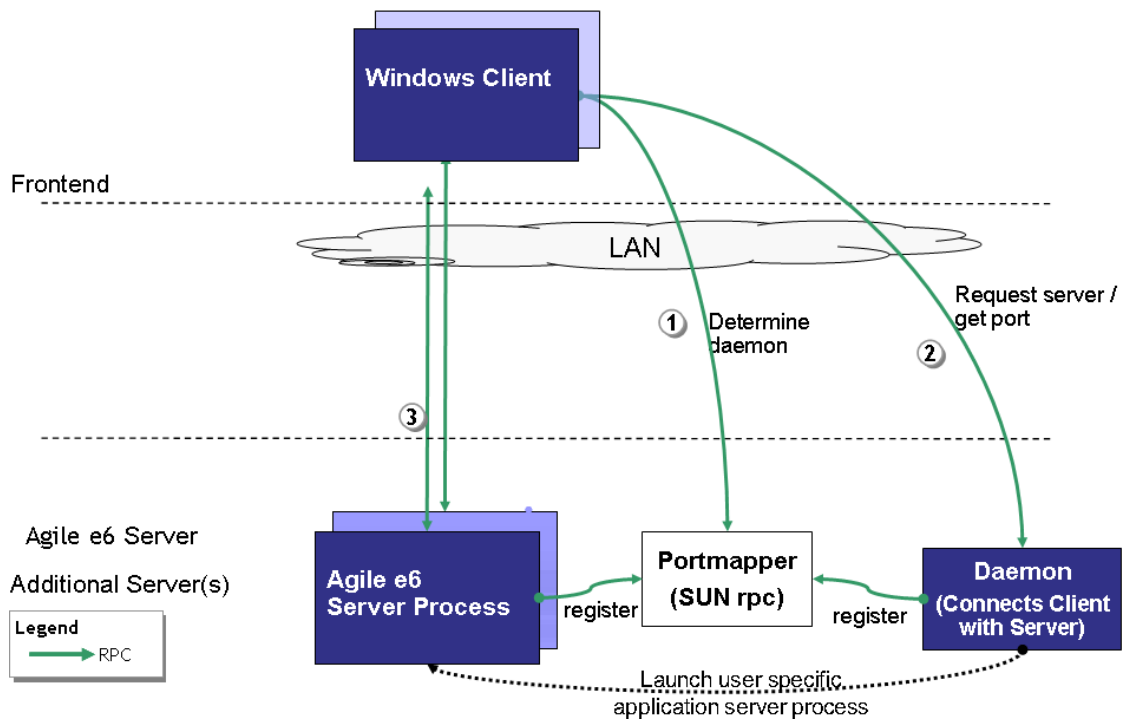 Windows Client
Frontend
LAN
Request server /
get port
1
Determine
daemon
2
3
Agile e6 Server
Additional Server(s)
Legend
RPC
Agile e6
Server Process
register
Portmapper
(SUN rpc)
register
Daemon
(Connects Client
with Server)
Launch user specific
application server process